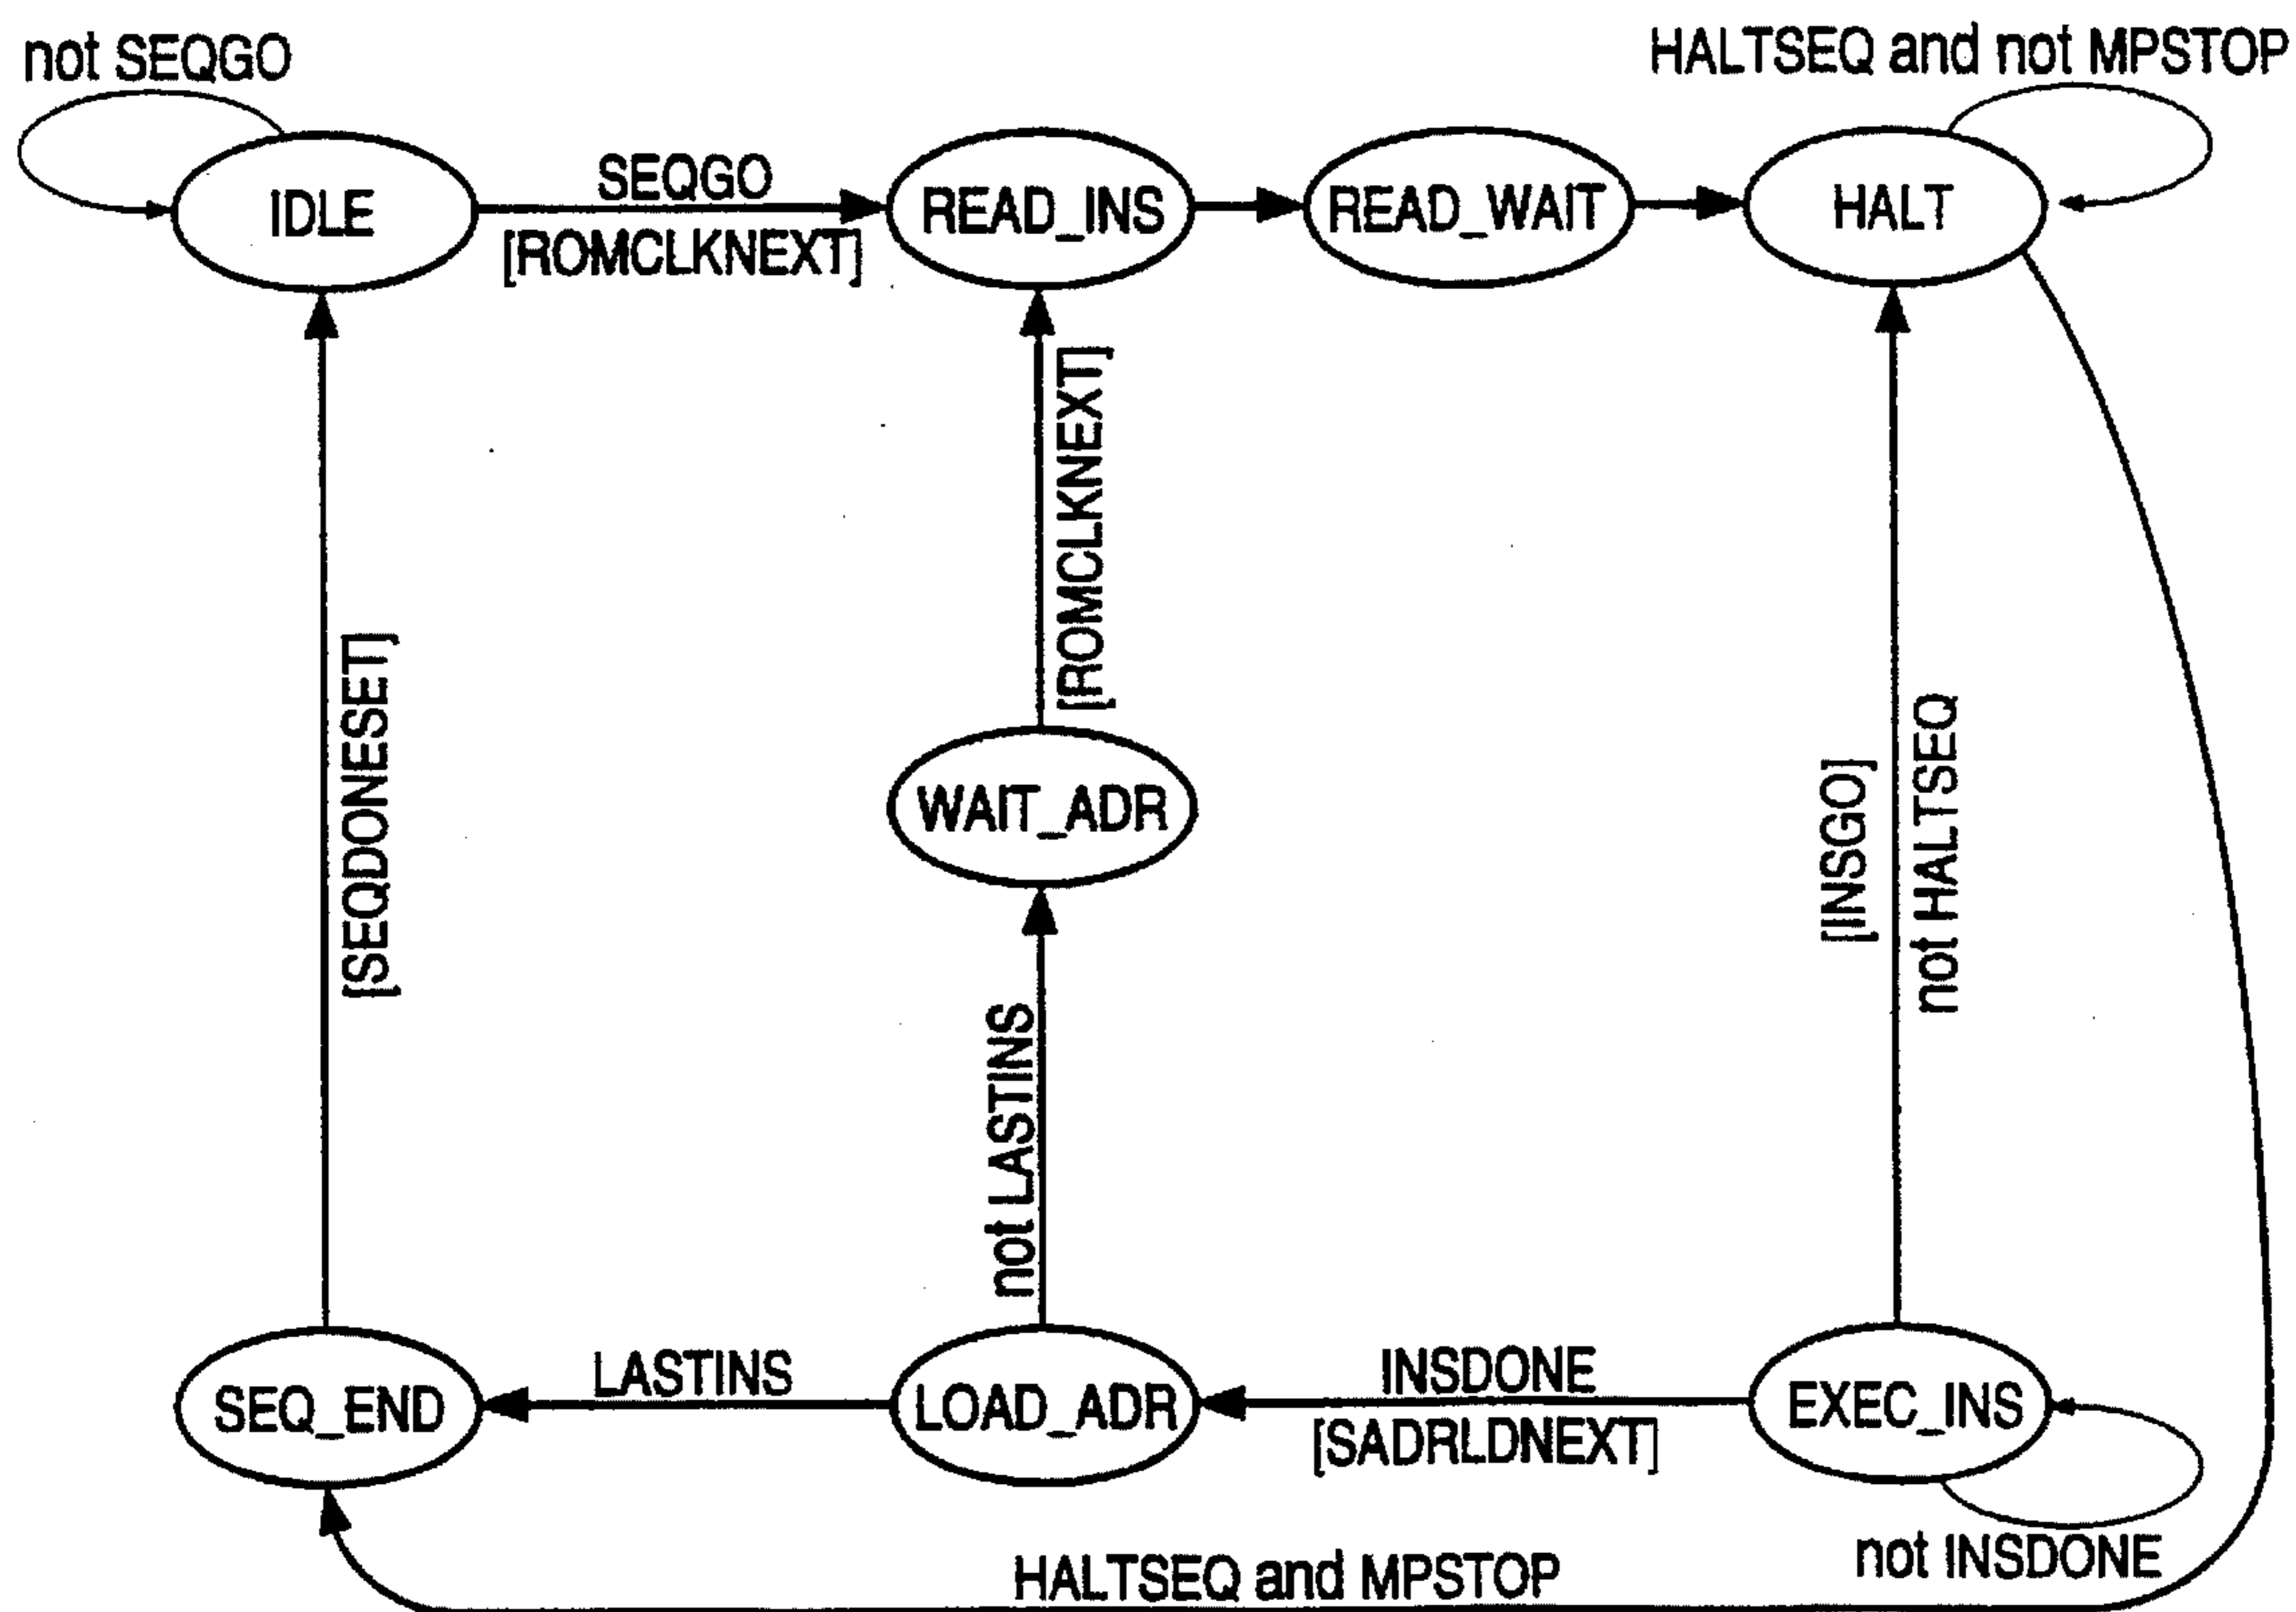 not SEQGO
HALTSEQ and not MPSTOP
IDLE
SEQGO
[ROMCLKNEXT]
READ_INS
READ_WAIT
HALT
[SEQDONESET]
[ROMCLKNEXT]
WAIT_ADR
not LASTINS
[INSGO]
not HALTSEQ
SEQ_END
LASTINS
LOAD_ADR
INSDONE
[SADRLDNEXT]
EXEC_INS
not INSDONE
HALTSEQ and MPSTOP